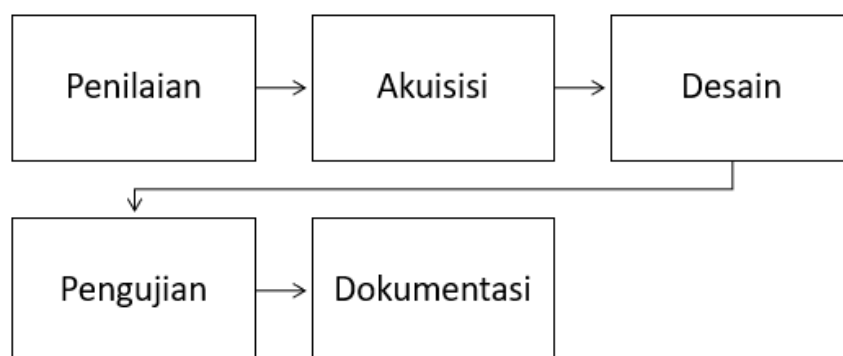 Penilaian
Akuisisi
Desain
Pengujian
Dokumentasi